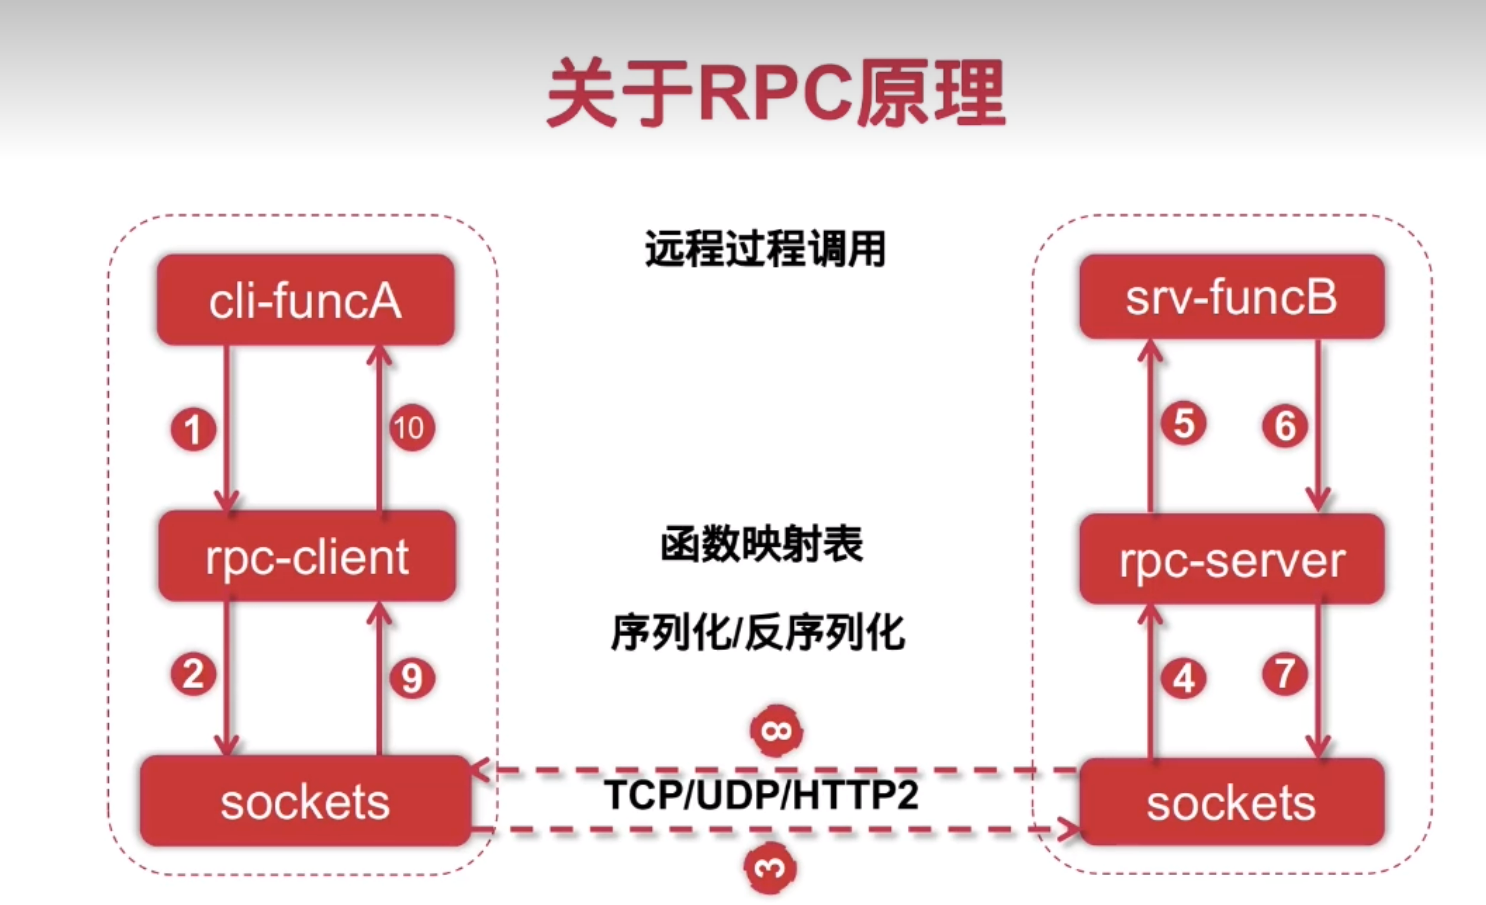 关于RPC原理
远程过程调用
cli-funcA
srv-funcB
1
10
5
6
函数映射表
rpc-client
rpc-server
序列化/反序列化
2
9
4
7
8
TCP/UDP/HTTP2
sockets
sockets
3